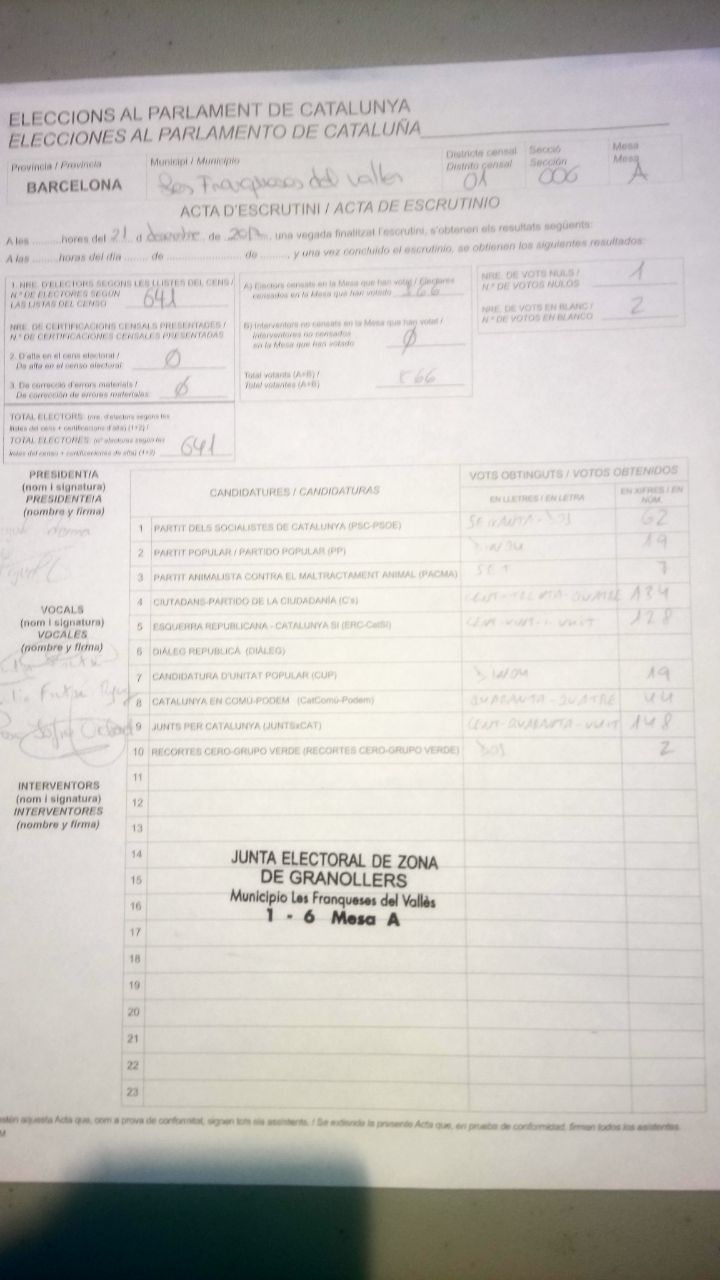 ELECCIONS AL PARLAMENT DE CATALUNYA
ELECCIONES AL PARLAMENTO DE CATALUÑA
Província / Provincia
BARCELONA
Municipi / Municipio
Les Franqueses del Vallès
Districte censal
Distrito censal
01
Secció
Sección
006
Mesa
Mesa
A
ACTA D'ESCRUTINI / ACTA DE ESCRUTINIO
A les .........hores del 21 d desembre de 2017, una vegada finalitzat l'escrutini, s'obtenen els resultats següents:
A las .........horas del día ...... de ........................ de ........, y una vez concluido el escrutinio, se obtienen los siguientes resultados:
1. NRE. D'ELECTORS SEGONS LES LLISTES DEL CENS /
N.º DE ELECTORES SEGÚN
LAS LISTAS DEL CENSO
641
NRE. DE CERTIFICACIONS CENSALS PRESENTADES /
N.º DE CERTIFICACIONES CENSALES PRESENTADAS
2. D'alta en el cens electoral /
De alta en el censo electoral:
Ø
3. De correcció d'errors materials /
De corrección de errores materiales:
Ø
TOTAL ELECTORS: (nre. d'electors segons les
llistes del cens + certificacions d'alta) (1+2) /
TOTAL ELECTORES: (nº electores según las
listas del censo + certificaciones de alta) (1+2)
641
A) Electors censats en la Mesa que han votat / Electores
censados en la Mesa que han votado
B) Interventors no censats en la Mesa que han votat /
Interventores no censados
en la Mesa que han votado
Ø
Total votants (A+B) /
Total votantes (A+B)
566
NRE. DE VOTS NULS /
N.º DE VOTOS NULOS
1
NRE. DE VOTS EN BLANC /
N.º DE VOTOS EN BLANCO
2
PRESIDENT/A
(nom i signatura)
PRESIDENTE/A
(nombre y firma)
VOCALS
(nom i signatura)
VOCALES
(nombre y firma)
INTERVENTORS
(nom i signatura)
INTERVENTORES
(nombre y firma)
CANDIDATURES / CANDIDATURAS
VOTS OBTINGUTS / VOTOS OBTENIDOS
EN LLETRES / EN LETRA
EN XIFRES / EN NÚM.
1 PARTIT DELS SOCIALISTES DE CATALUNYA (PSC-PSOE) SEIXANTA-DOS 62
2 PARTIT POPULAR / PARTIDO POPULAR (PP) DINOU 19
3 PARTIT ANIMALISTA CONTRA EL MALTRACTAMENT ANIMAL (PACMA) SET 7
4 CIUTADANS-PARTIDO DE LA CIUDADANÍA (C's) CENT-TRENTA-QUATRE 134
5 ESQUERRA REPUBLICANA - CATALUNYA SÍ (ERC-CatSí) CENT-VINT-I-VUIT 128
6 DIÀLEG REPUBLICÀ (DIÀLEG)
7 CANDIDATURA D'UNITAT POPULAR (CUP) DINOU 19
8 CATALUNYA EN COMÚ-PODEM (CatComú-Podem) QUARANTA-QUATRE 44
9 JUNTS PER CATALUNYA (JUNTSxCAT) CENT-QUARANTA-VUIT 148
10 RECORTES CERO-GRUPO VERDE (RECORTES CERO-GRUPO VERDE) DOS 2
11
12
13
14
15
16
17
18
19
20
21
22
23
JUNTA ELECTORAL DE ZONA
DE GRANOLLERS
Municipio Les Franqueses del Vallès
1 - 6 Mesa A
aquesta Acta que, com a prova de conformitat, signen tots els assistents. / Se extiende la presente Acta que, en prueba de conformidad, firman todos los asistentes.